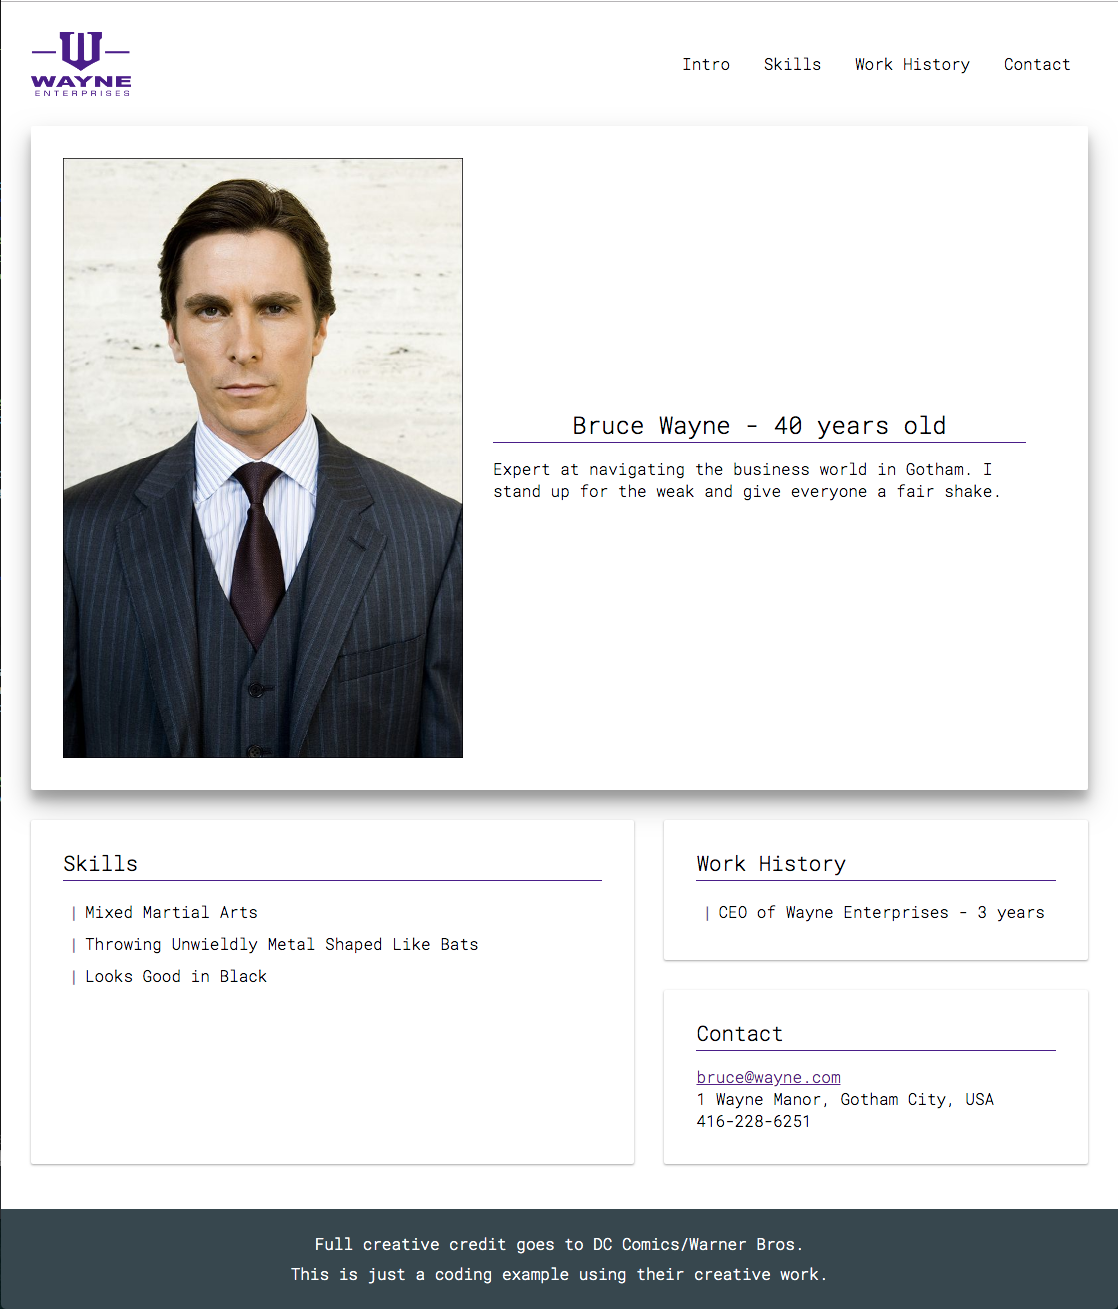 WAYNE
ENTERPRISES
Intro Skills Work History Contact
Bruce Wayne - 40 years old
Expert at navigating the business world in Gotham. I
stand up for the weak and give everyone a fair shake.
Skills
| Mixed Martial Arts
| Throwing Unwieldly Metal Shaped Like Bats
| Looks Good in Black
Work History
| CEO of Wayne Enterprises - 3 years
Contact
bruce@wayne.com
1 Wayne Manor, Gotham City, USA
416-228-6251
Full creative credit goes to DC Comics/Warner Bros.
This is just a coding example using their creative work.